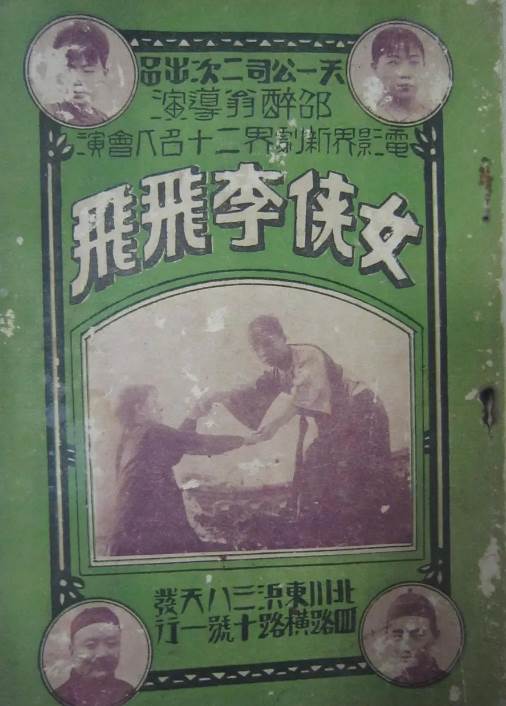 天一公司二次出品
邵醉翁導演
電影界新劇界二十名人會演
女俠李飛飛
北四川路東橫浜路三十八號天一發行